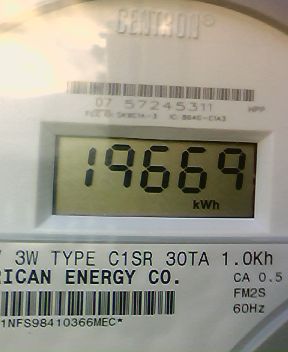 CENTRON®
07 57245311
HPP
19669
kWh
3W TYPE C1SR 30TA 1.0Kh
RICAN ENERGY CO.
CA 0.5
FM2S
60Hz
1NFS98410366MEC*